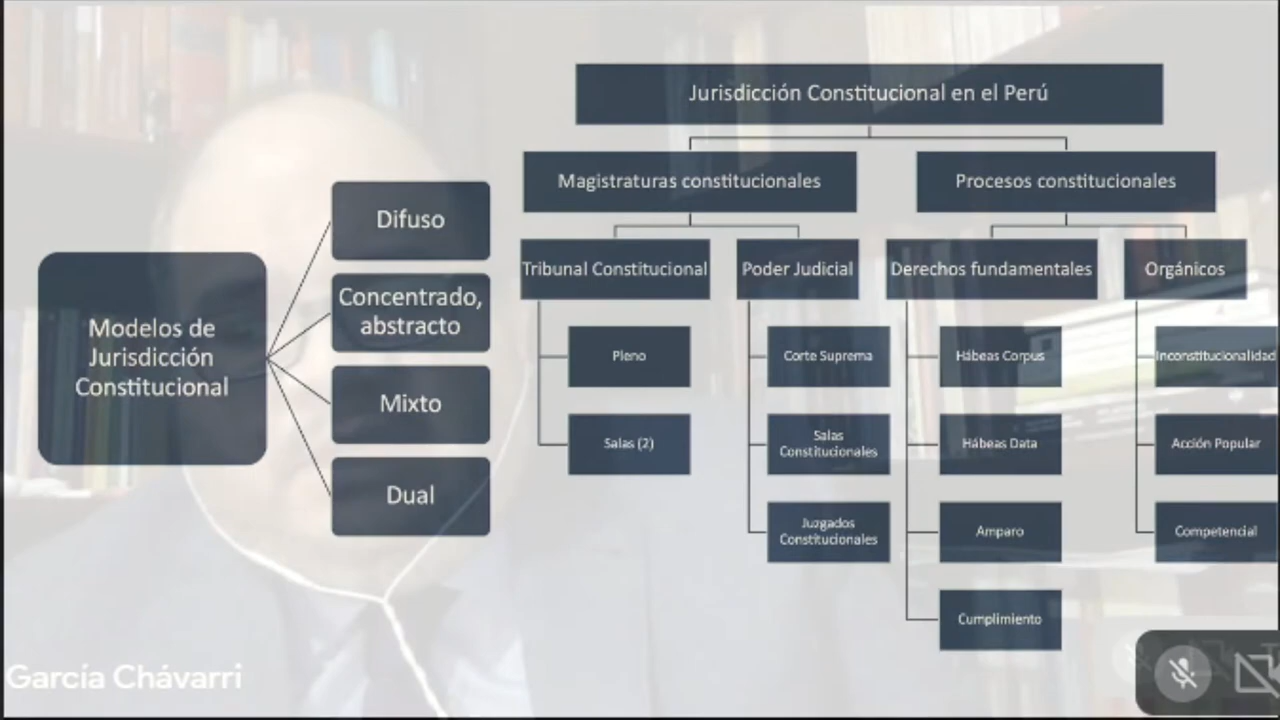 Modelos de
Jurisdicción
Constitucional
Difuso
Concentrado,
abstracto
Mixto
Dual
Jurisdicción Constitucional en el Perú
Magistraturas constitucionales
Procesos constitucionales
Tribunal Constitucional
Poder Judicial
Derechos fundamentales
Orgánicos
Pleno
Salas (2)
Corte Suprema
Salas
Constitucionales
Juzgados
Constitucionales
Hábeas Corpus
Hábeas Data
Amparo
Cumplimiento
Inconstitucionalidad
Acción Popular
Competencial
García Chávarri